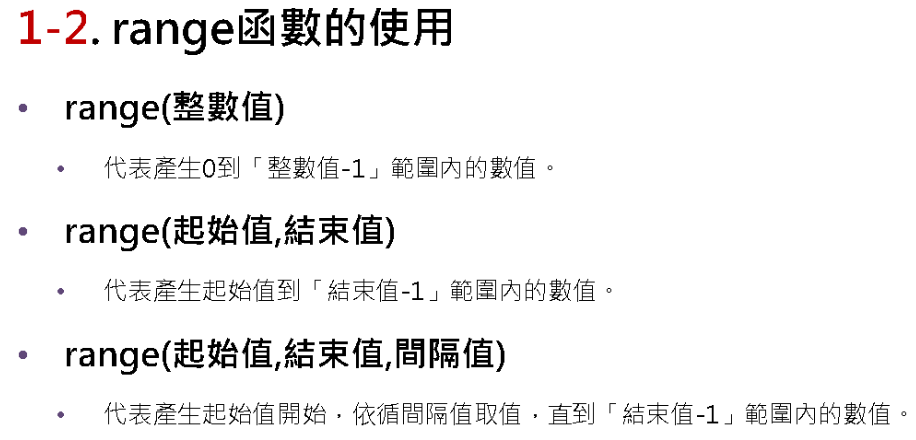 1-2. range函數的使用
• range(整數值)
• 代表產生0到「整數值-1」範圍內的數值。
• range(起始值,結束值)
• 代表產生起始值到「結束值-1」範圍內的數值。
• range(起始值,結束值,間隔值)
• 代表產生起始值開始，依循間隔值取值，直到「結束值-1」範圍內的數值。